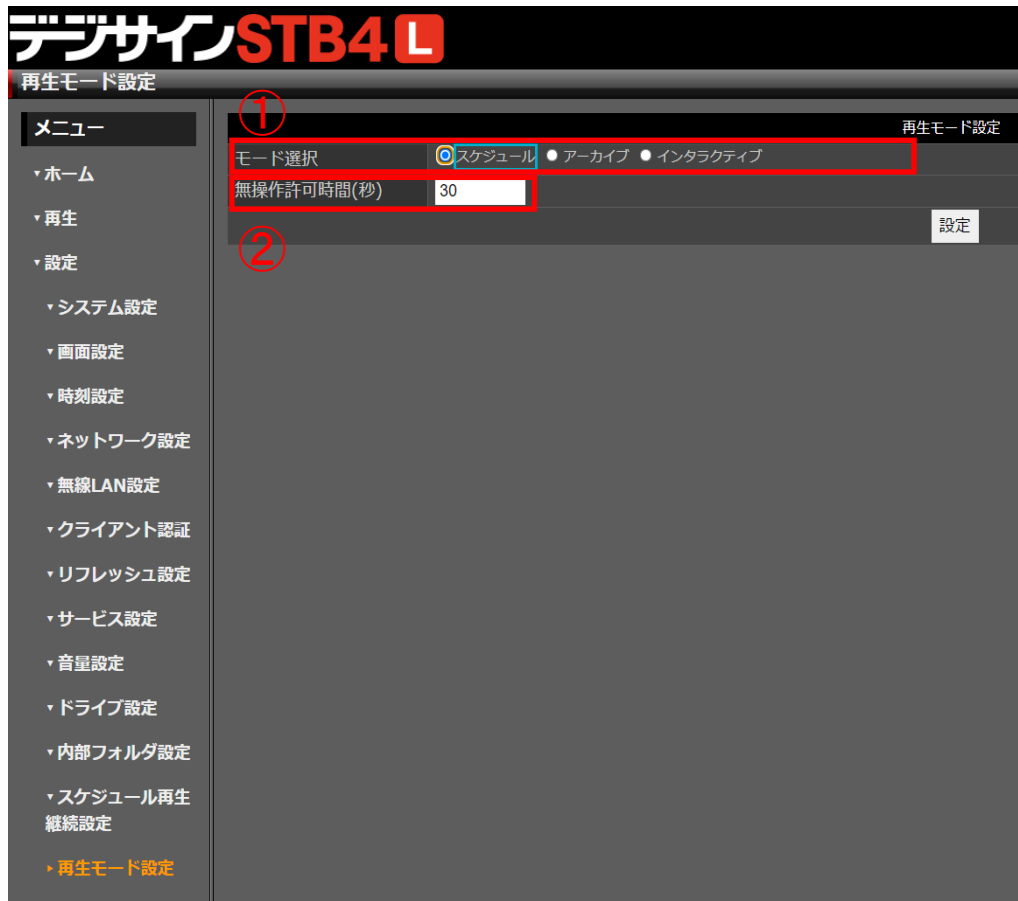 デジサインSTB4 L
再生モード設定
メニュー
▾ホーム
▾再生
▾設定
▾システム設定
▾画面設定
▾時刻設定
▾ネットワーク設定
▾無線LAN設定
▾クライアント認証
▾リフレッシュ設定
▾サービス設定
▾音量設定
▾ドライブ設定
▾内部フォルダ設定
▾スケジュール再生
継続設定
▸再生モード設定
①
再生モード設定
モード選択 スケジュール アーカイブ インタラクティブ
無操作許可時間(秒) 30
設定
②